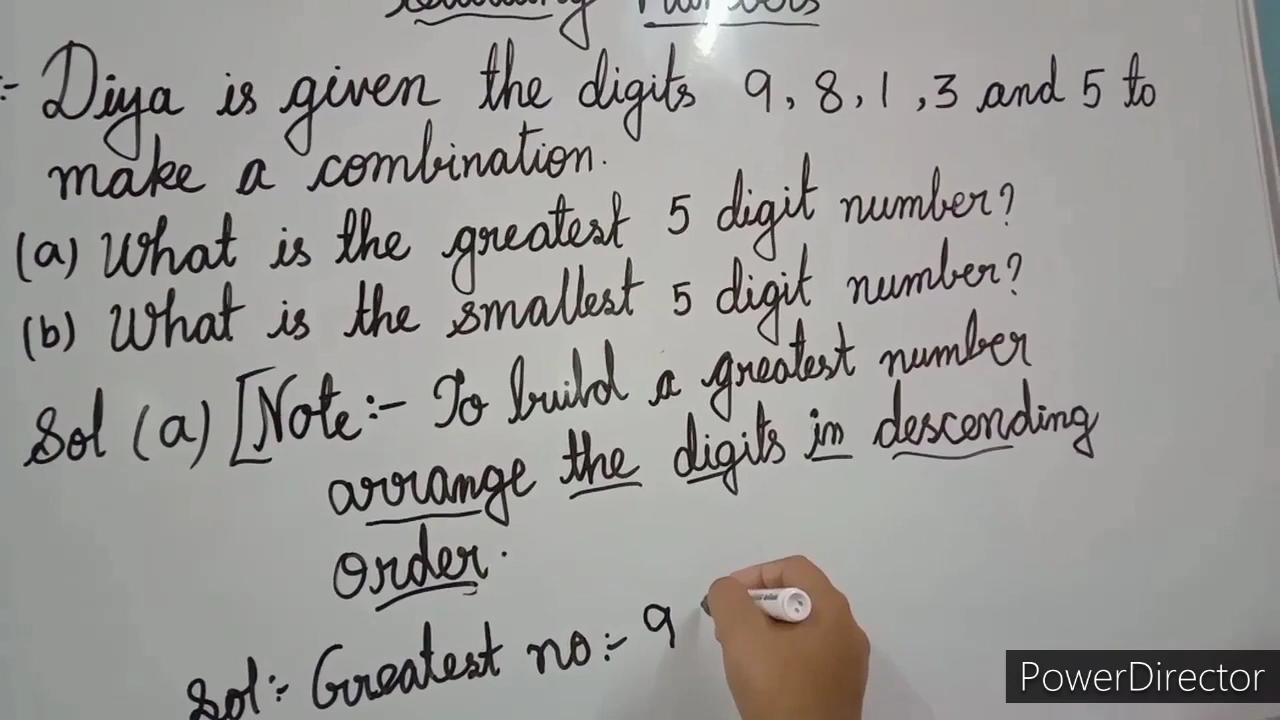 Numbers
:- Diya is given the digits 9, 8, 1, 3 and 5 to
make a combination.
(a) What is the greatest 5 digit number?
(b) What is the smallest 5 digit number?
Sol (a) [Note:- To build a greatest number
arrange the digits in descending
order.
Sol:- Greatest no:- 9
PowerDirector